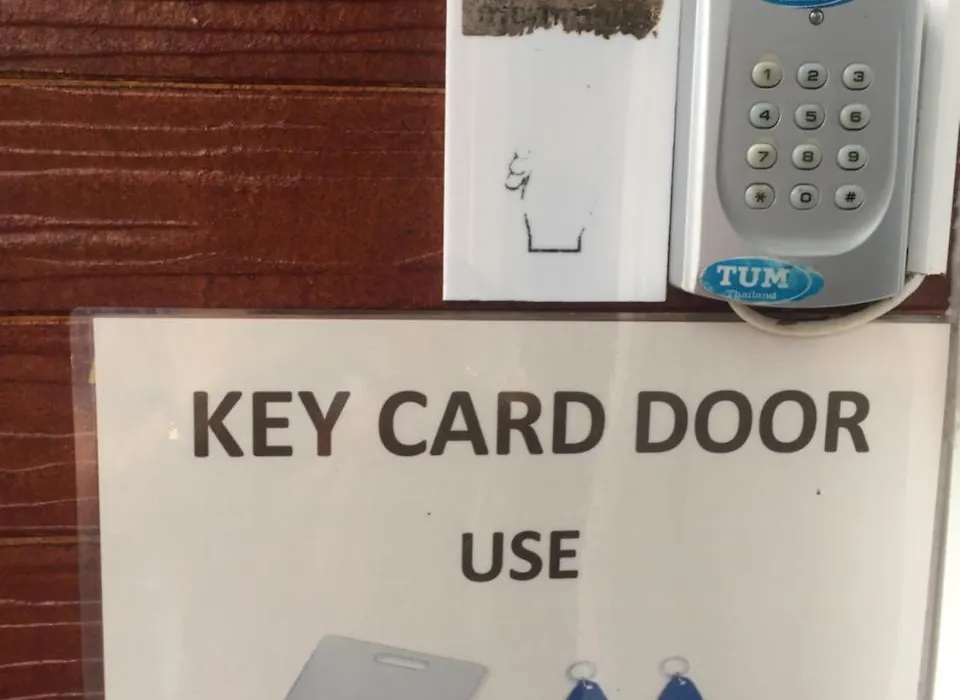 1 2 3
4 5 6
7 8 9
* 0 #
TUM
Thailand
KEY CARD DOOR
USE